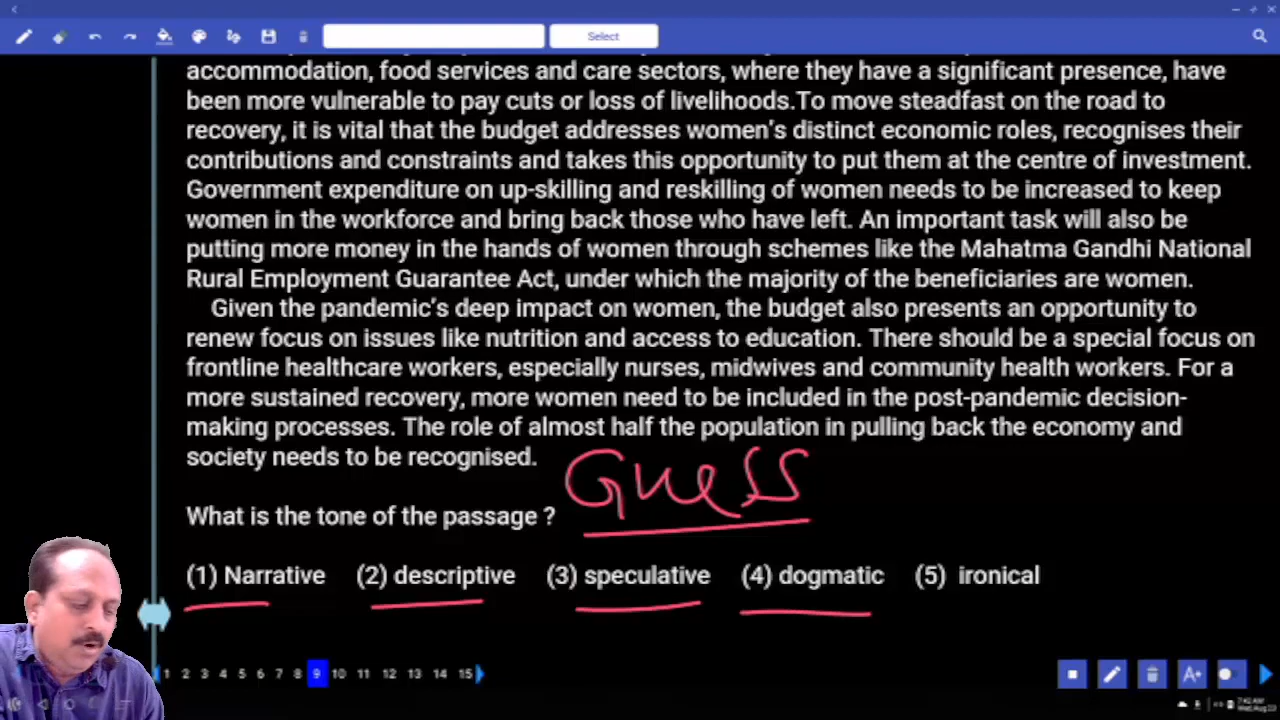 Select
accommodation, food services and care sectors, where they have a significant presence, have
been more vulnerable to pay cuts or loss of livelihoods.To move steadfast on the road to
recovery, it is vital that the budget addresses women's distinct economic roles, recognises their
contributions and constraints and takes this opportunity to put them at the centre of investment.
Government expenditure on up-skilling and reskilling of women needs to be increased to keep
women in the workforce and bring back those who have left. An important task will also be
putting more money in the hands of women through schemes like the Mahatma Gandhi National
Rural Employment Guarantee Act, under which the majority of the beneficiaries are women.
Given the pandemic's deep impact on women, the budget also presents an opportunity to
renew focus on issues like nutrition and access to education. There should be a special focus on
frontline healthcare workers, especially nurses, midwives and community health workers. For a
more sustained recovery, more women need to be included in the post-pandemic decision-
making processes. The role of almost half the population in pulling back the economy and
society needs to be recognised.
Guess
What is the tone of the passage ?
(1) Narrative (2) descriptive (3) speculative (4) dogmatic (5) ironical
1 2 3 4 5 6 7 8 9 10 11 12 13 14 15
A+